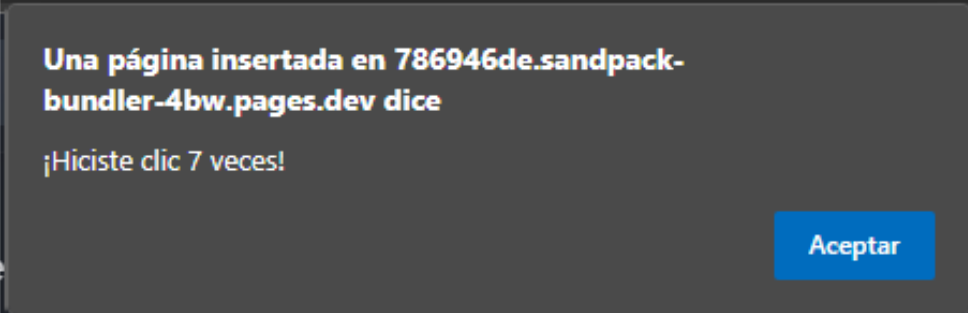 Una página insertada en 786946de.sandpack-
bundler-4bw.pages.dev dice
¡Hiciste clic 7 veces!
Aceptar